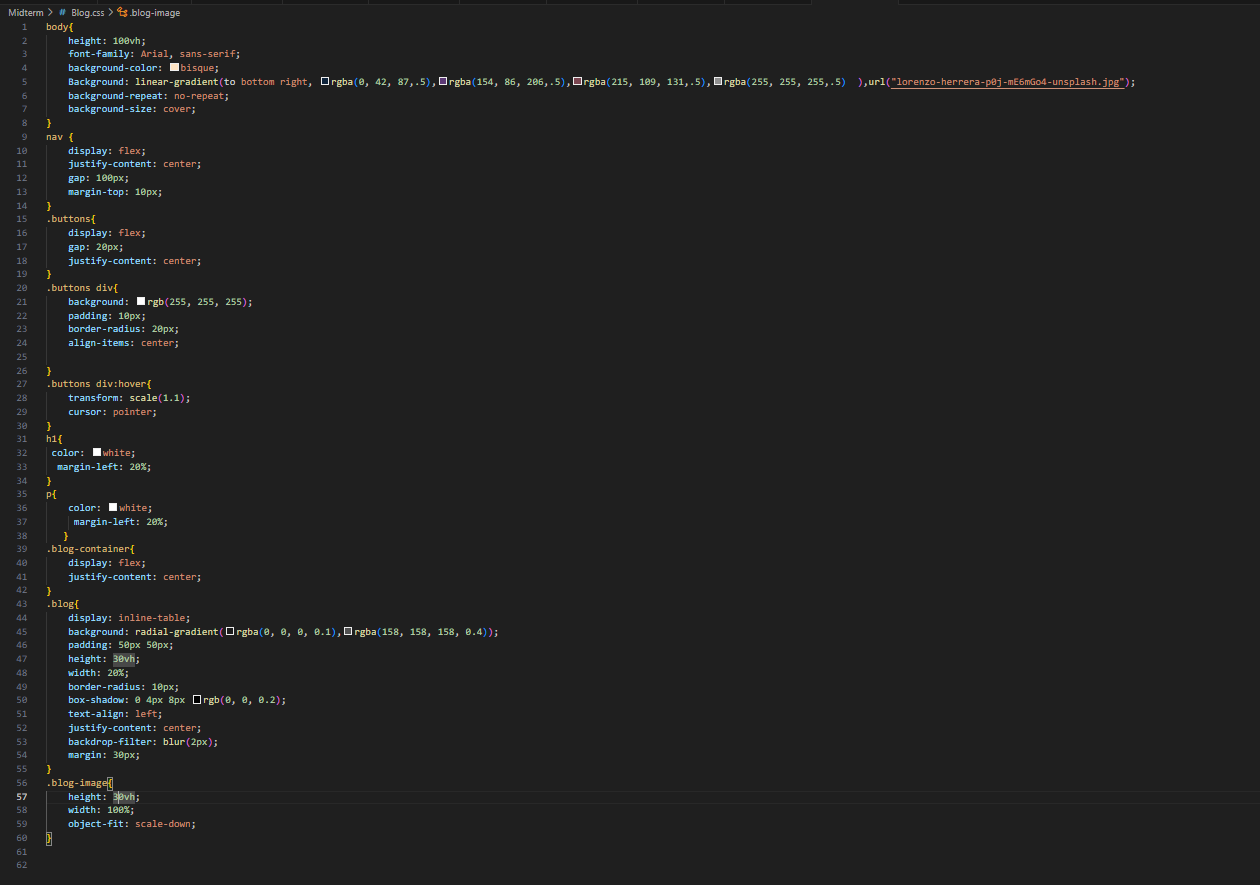 Midterm > # Blog.css > .blog-image
1 body{
2 height: 100vh;
3 font-family: Arial, sans-serif;
4 background-color: bisque;
5 Background: linear-gradient(to bottom right, rgba(0, 42, 87,.5),rgba(154, 86, 206,.5),rgba(215, 109, 131,.5),rgba(255, 255, 255,.5) ),url("lorenzo-herrera-p0j-mE6mGo4-unsplash.jpg");
6 background-repeat: no-repeat;
7 background-size: cover;
8 }
9 nav {
10 display: flex;
11 justify-content: center;
12 gap: 100px;
13 margin-top: 10px;
14 }
15 .buttons{
16 display: flex;
17 gap: 20px;
18 justify-content: center;
19 }
20 .buttons div{
21 background: rgb(255, 255, 255);
22 padding: 10px;
23 border-radius: 20px;
24 align-items: center;
25
26 }
27 .buttons div:hover{
28 transform: scale(1.1);
29 cursor: pointer;
30 }
31 h1{
32 color: white;
33 margin-left: 20%;
34 }
35 p{
36 color: white;
37 margin-left: 20%;
38 }
39 .blog-container{
40 display: flex;
41 justify-content: center;
42 }
43 .blog{
44 display: inline-table;
45 background: radial-gradient(rgba(0, 0, 0, 0.1),rgba(158, 158, 158, 0.4));
46 padding: 50px 50px;
47 height: 30vh;
48 width: 20%;
49 border-radius: 10px;
50 box-shadow: 0 4px 8px rgb(0, 0, 0.2);
51 text-align: left;
52 justify-content: center;
53 backdrop-filter: blur(2px);
54 margin: 30px;
55 }
56 .blog-image{
57 height: 30vh;
58 width: 100%;
59 object-fit: scale-down;
60 }
61
62